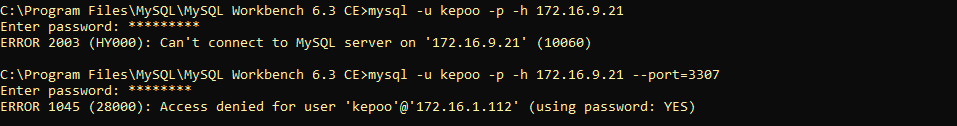 C:\Program Files\MySQL\MySQL Workbench 6.3 CE>mysql -u kepoo -p -h 172.16.9.21
Enter password: *********
ERROR 2003 (HY000): Can't connect to MySQL server on '172.16.9.21' (10060)
C:\Program Files\MySQL\MySQL Workbench 6.3 CE>mysql -u kepoo -p -h 172.16.9.21 --port=3307
Enter password: ********
ERROR 1045 (28000): Access denied for user 'kepoo'@'172.16.1.112' (using password: YES)